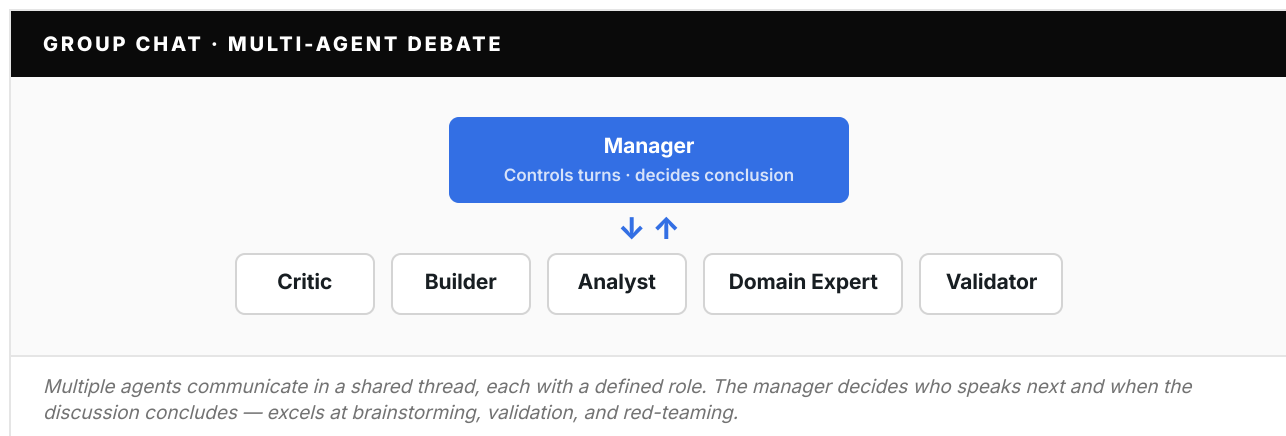 GROUP CHAT · MULTI-AGENT DEBATE
Manager
Controls turns · decides conclusion
Critic
Builder
Analyst
Domain Expert
Validator
Multiple agents communicate in a shared thread, each with a defined role. The manager decides who speaks next and when the
discussion concludes — excels at brainstorming, validation, and red-teaming.